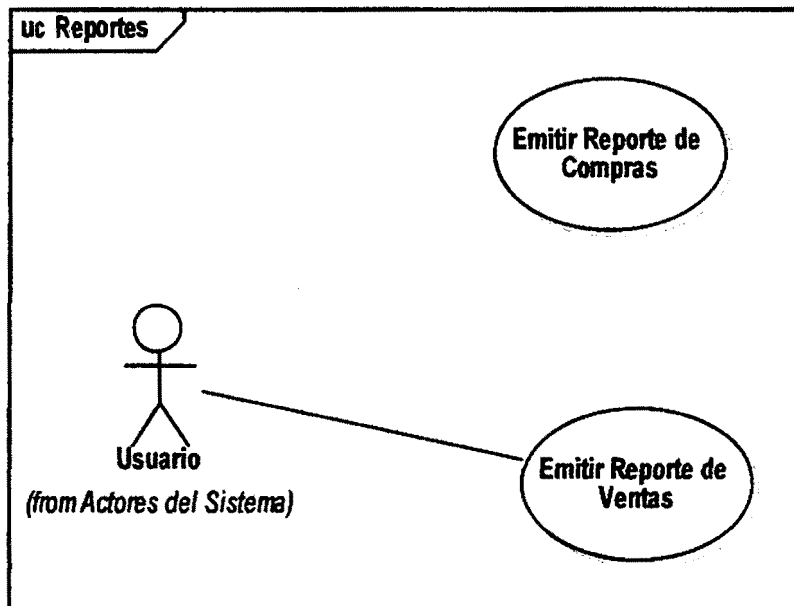 uc Reportes
Emitir Reporte de
Compras
Usuario
(from Actores del Sistema)
Emitir Reporte de
Ventas